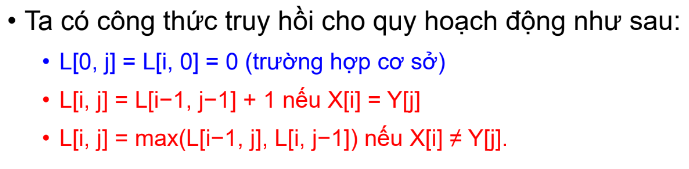 • Ta có công thức truy hồi cho quy hoạch động như sau:
• L[0, j] = L[i, 0] = 0 (trường hợp cơ sở)
• L[i, j] = L[i−1, j−1] + 1 nếu X[i] = Y[j]
• L[i, j] = max(L[i−1, j], L[i, j−1]) nếu X[i] ≠ Y[j].